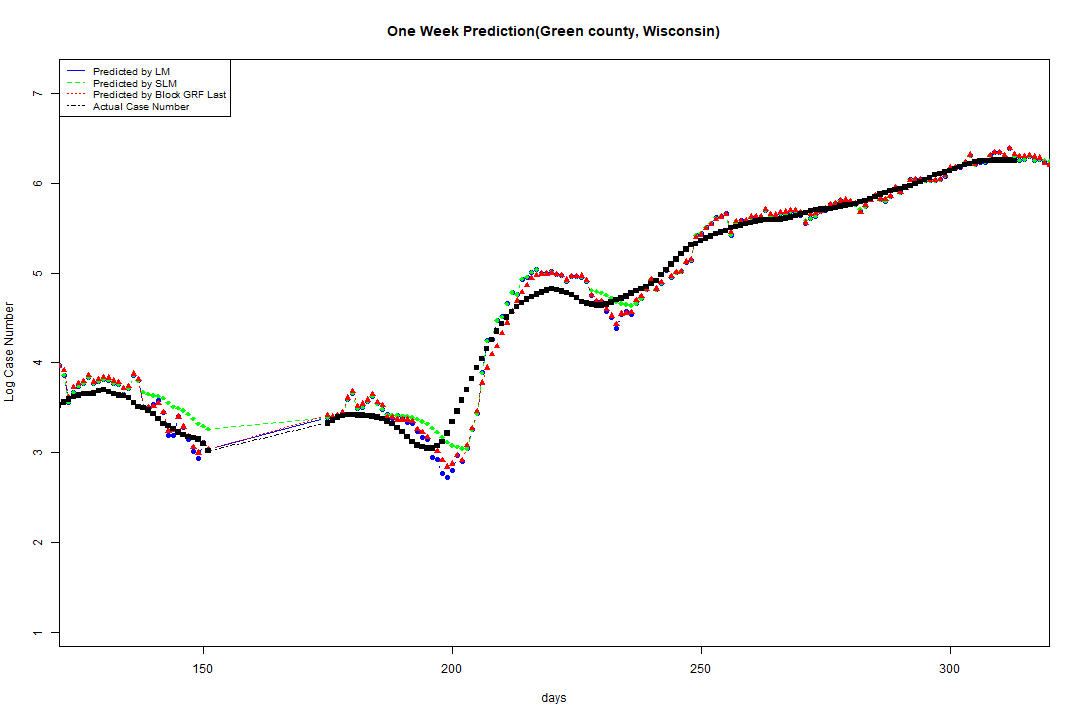 One Week Prediction(Green county, Wisconsin)
Predicted by LM
Predicted by SLM
Predicted by Block GRF Last
Actual Case Number
7
6
5
4
3
2
1
Log Case Number
150 200 250 300
days